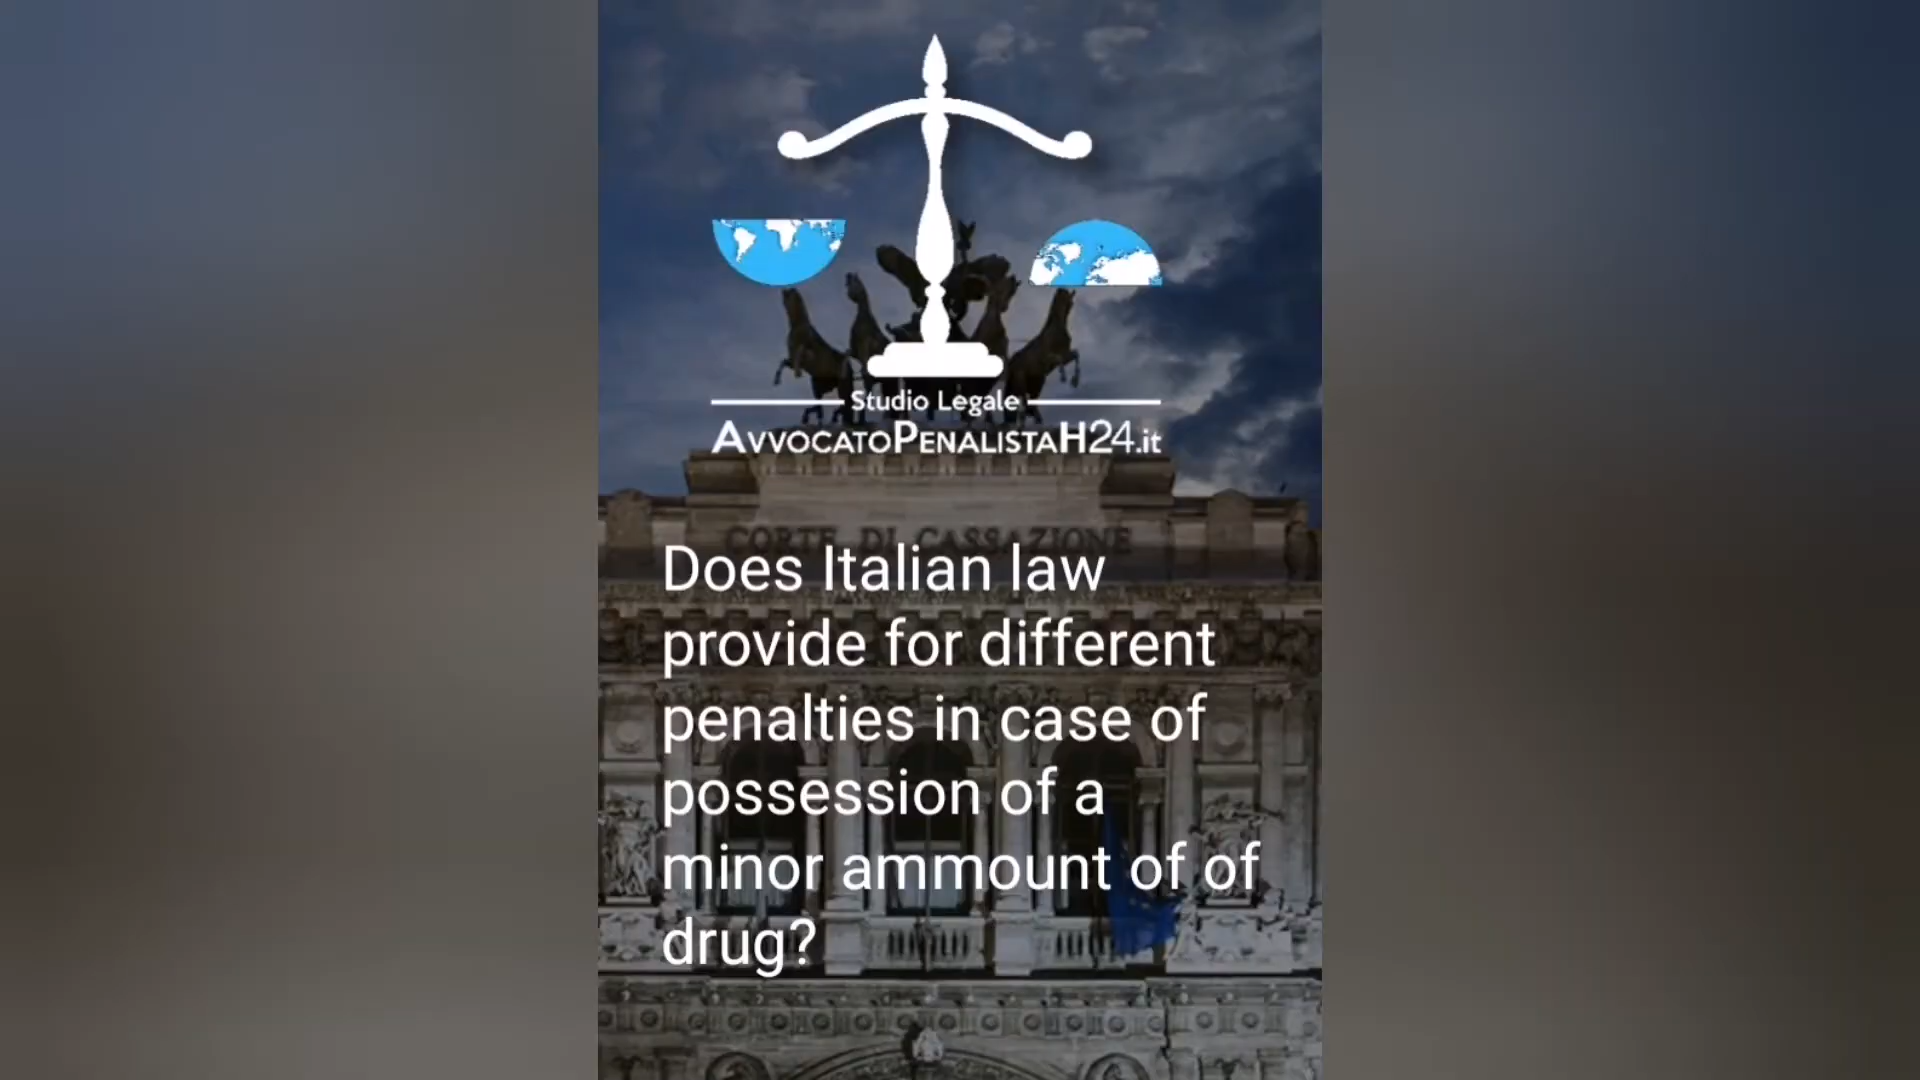 Studio Legale
AvvocatoPenalistaH24.it
CORTE DI CASSAZIONE
Does Italian law
provide for different
penalties in case of
possession of a
minor ammount of of
drug?